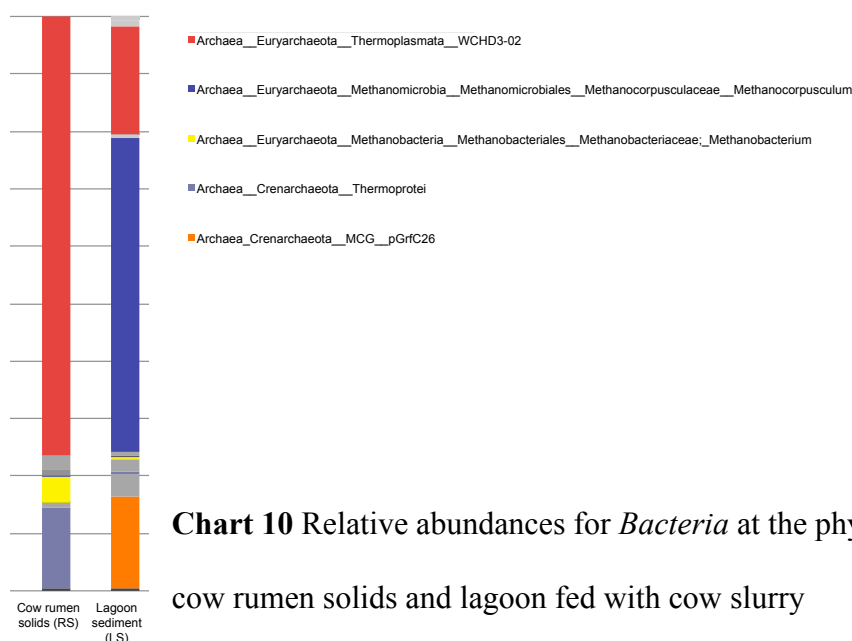 Archaea__Euryarchaeota__Thermoplasmata__WCHD3-02
Archaea__Euryarchaeota__Methanomicrobia__Methanomicrobiales__Methanocorpusculaceae__Methanocorpusculum
Archaea__Euryarchaeota__Methanobacteria__Methanobacteriales__Methanobacteriaceae;_Methanobacterium
Archaea__Crenarchaeota__Thermoprotei
Archaea_Crenarchaeota__MCG__pGrfC26
Chart 10 Relative abundances for Bacteria at the
cow rumen solids and lagoon fed with cow slurry
Cow rumen
solids (RS)
Lagoon
sediment
(LS)